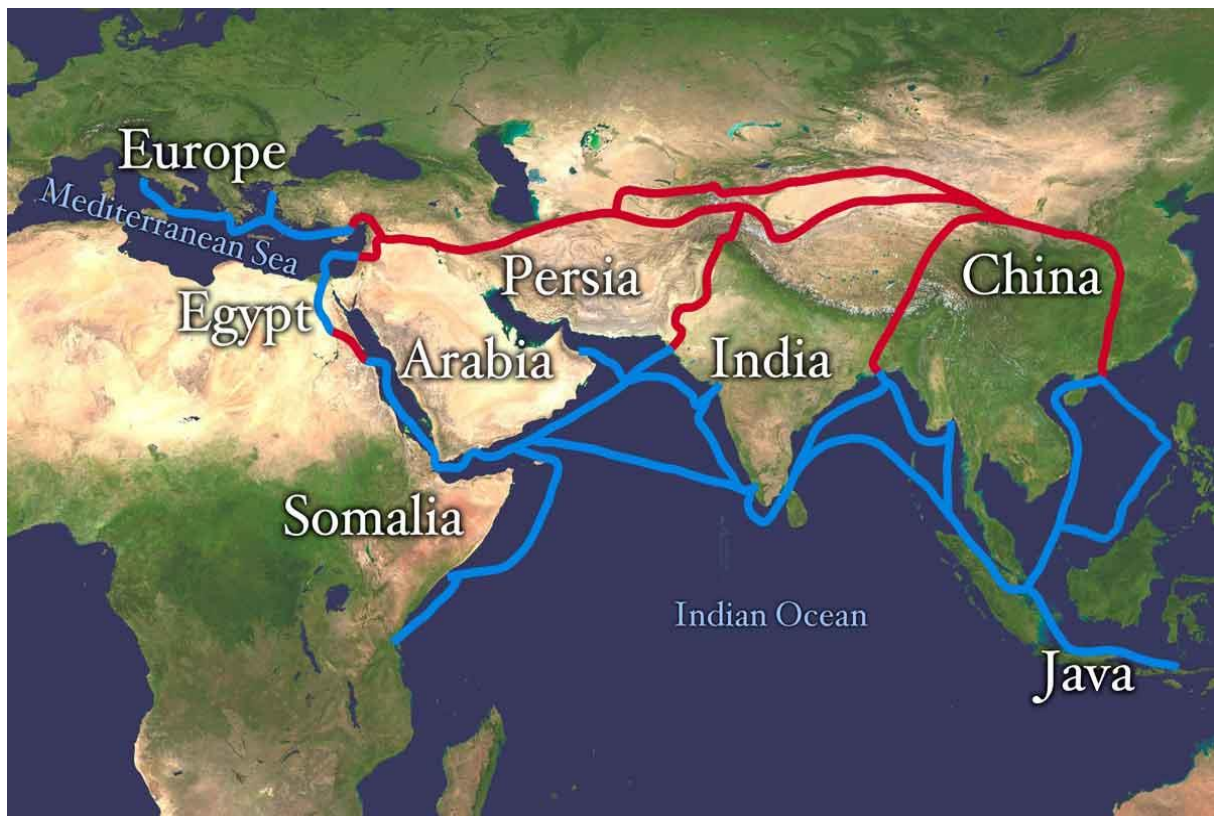 Europe
Mediterranean Sea
Egypt
Persia
China
Arabia
India
Somalia
Indian Ocean
Java